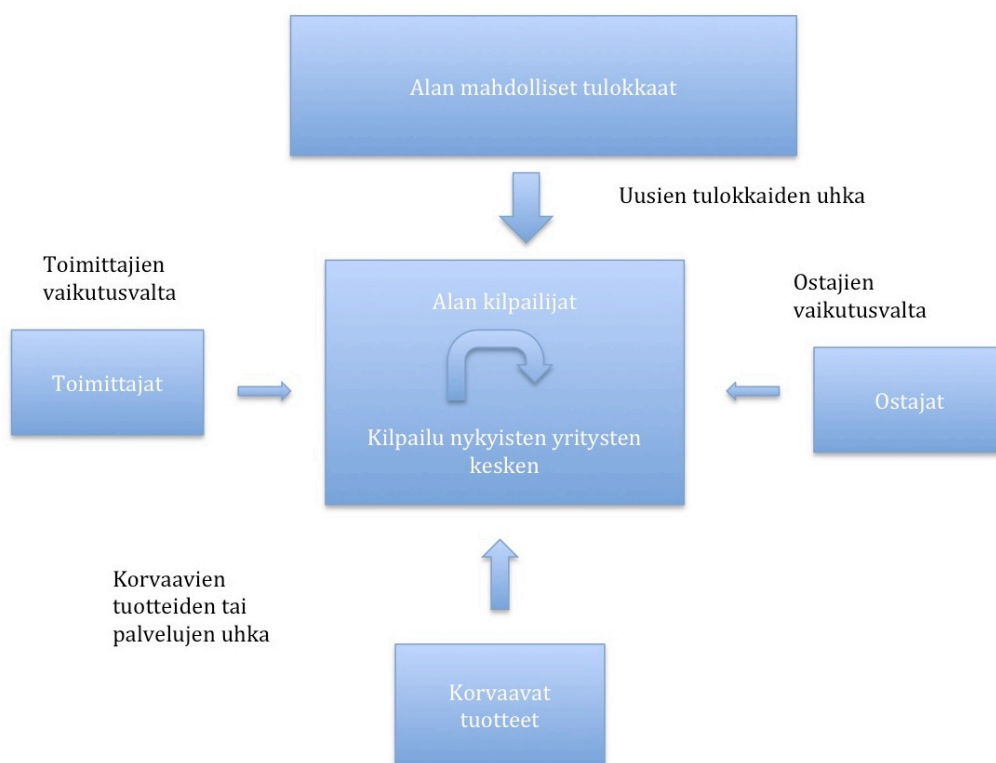 Alan mahdolliset tulokkaat
Uusien tulokkaiden uhka
Toimittajien
vaikutusvalta
Alan kilpailijat
Ostajien
vaikutusvalta
Toimittajat
Ostajat
Kilpailu nykyisten yritysten
kesken
Korvaavien
tuotteiden tai
palvelujen uhka
Korvaavat
tuotteet